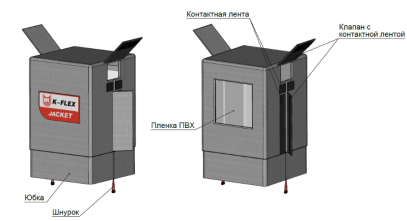 Контактная лента
Клапан с
контактной лентой
K-FLEX
JACKET
Пленка ПВХ
Юбка
Шнурок